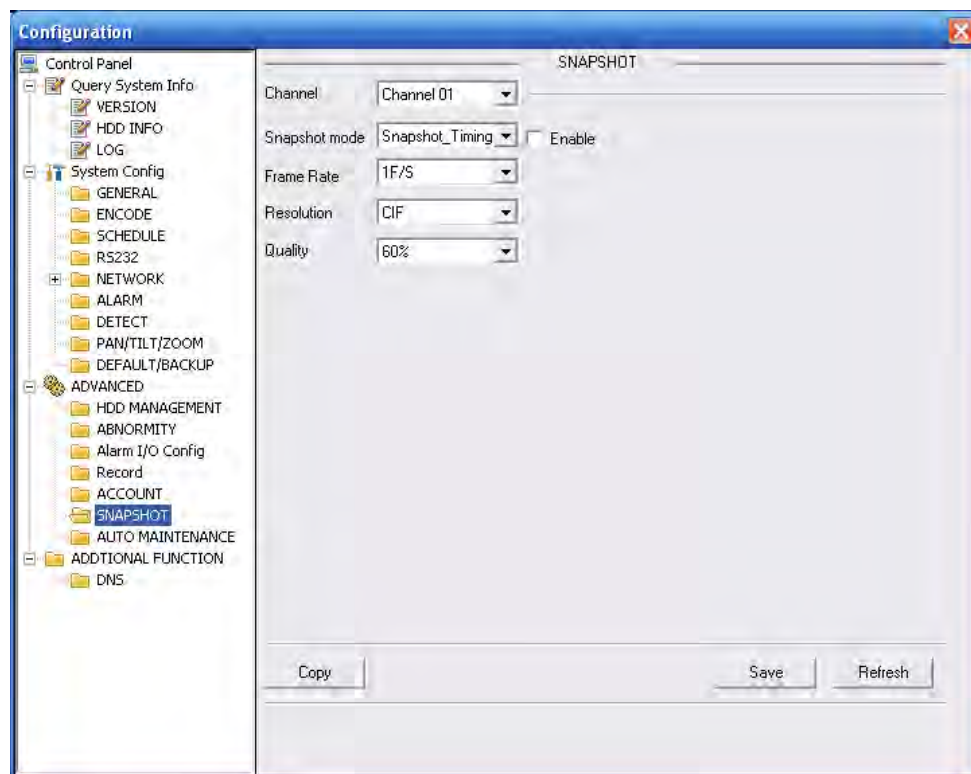 Configuration
Control Panel
Query System Info
VERSION
HDD INFO
LOG
System Config
GENERAL
ENCODE
SCHEDULE
RS232
NETWORK
ALARM
DETECT
PAN/TILT/ZOOM
DEFAULT/BACKUP
ADVANCED
HDD MANAGEMENT
ABNORMITY
Alarm I/O Config
Record
ACCOUNT
SNAPSHOT
AUTO MAINTENANCE
ADDTIONAL FUNCTION
DNS
SNAPSHOT
Channel Channel 01
Snapshot mode Snapshot_Timing Enable
Frame Rate 1F/S
Resolution CIF
Quality 60%
Copy Save Refresh